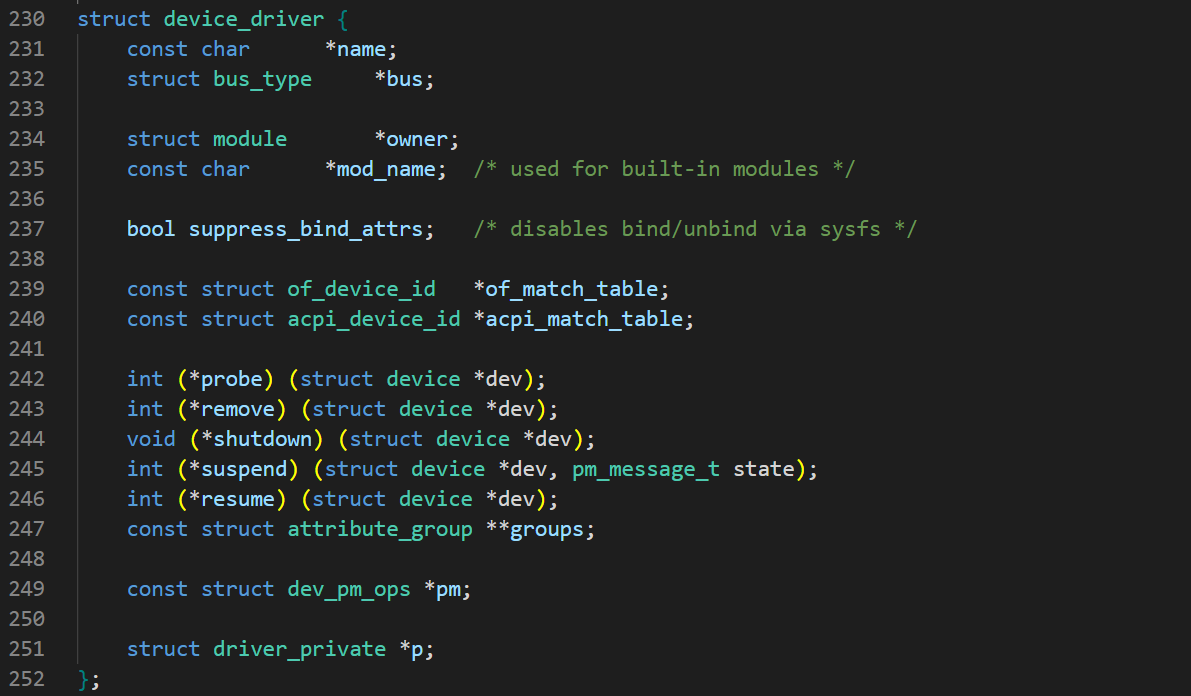 230 struct device_driver {
231     const char      *name;
232     struct bus_type     *bus;
233
234     struct module       *owner;
235     const char      *mod_name;  /* used for built-in modules */
236
237     bool suppress_bind_attrs;   /* disables bind/unbind via sysfs */
238
239     const struct of_device_id   *of_match_table;
240     const struct acpi_device_id *acpi_match_table;
241
242     int (*probe) (struct device *dev);
243     int (*remove) (struct device *dev);
244     void (*shutdown) (struct device *dev);
245     int (*suspend) (struct device *dev, pm_message_t state);
246     int (*resume) (struct device *dev);
247     const struct attribute_group **groups;
248
249     const struct dev_pm_ops *pm;
250
251     struct driver_private *p;
252 };